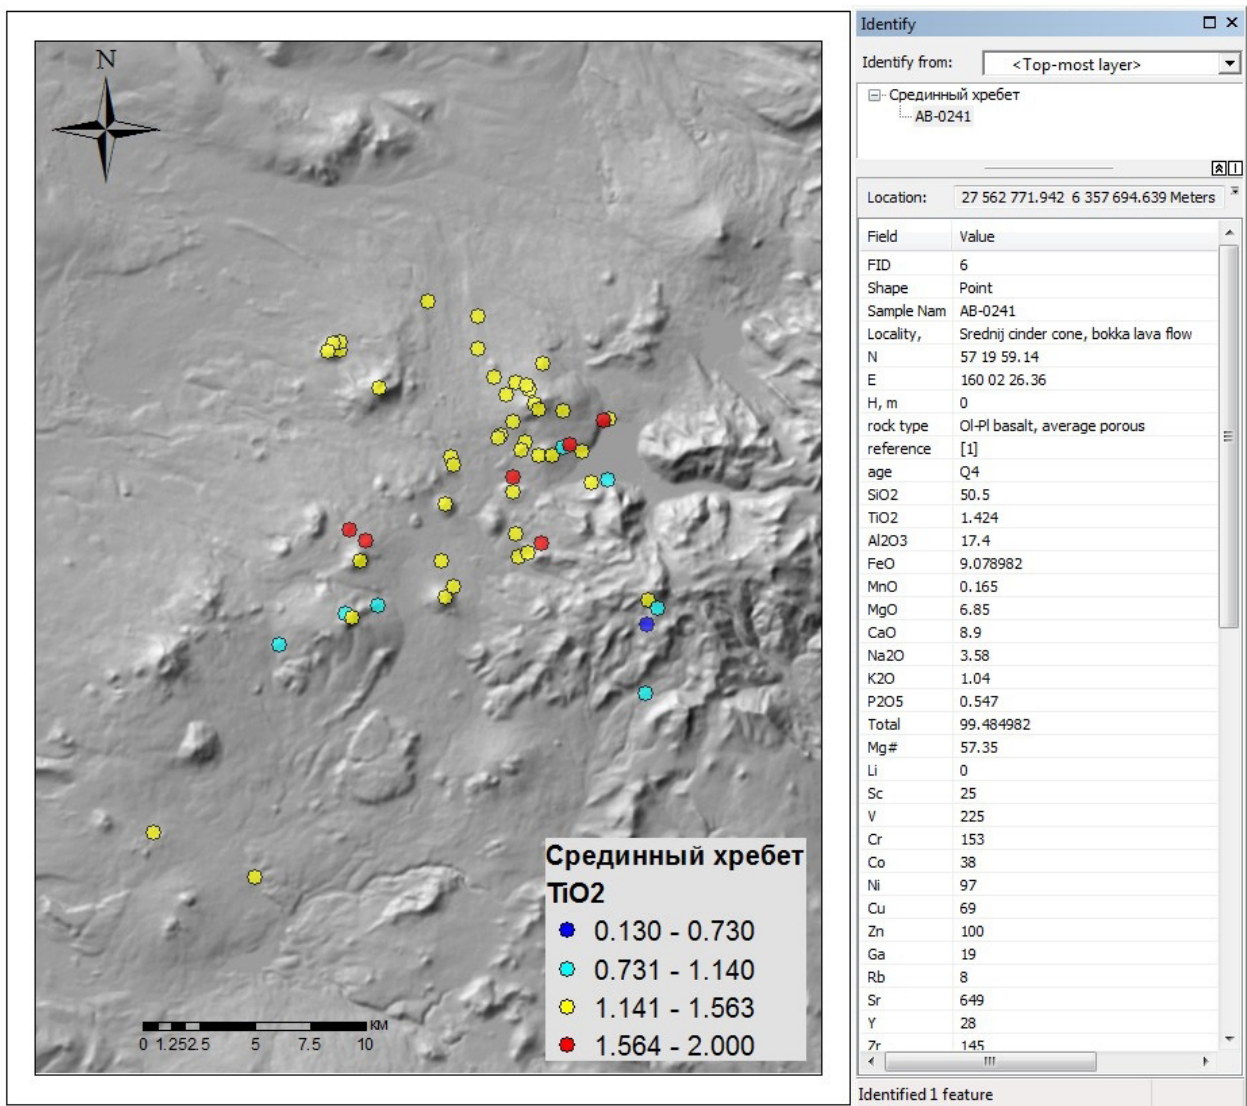 N
Срединный хребет
TiO2
0.130 - 0.730
0.731 - 1.140
1.141 - 1.563
1.564 - 2.000
км
0 1.252.5 5 7.5 10
Identify
Identify from: <Top-most layer>
Срединный хребет
AB-0241
Location: 27 562 771.942 6 357 694.639 Meters
Field Value
FID 6
Shape Point
Sample Nam AB-0241
Locality, Srednij cinder cone, bokka lava flow
N 57 19 59.14
E 160 02 26.36
H, m 0
rock type Ol-Pl basalt, average porous
reference [1]
age Q4
SiO2 50.5
TiO2 1.424
Al2O3 17.4
FeO 9.078982
MnO 0.165
MgO 6.85
CaO 8.9
Na2O 3.58
K2O 1.04
P2O5 0.547
Total 99.484982
Mg# 57.35
Li 0
Sc 25
V 225
Cr 153
Co 38
Ni 97
Cu 69
Zn 100
Ga 19
Rb 8
Sr 649
Y 28
Zr 145
Identified 1 feature